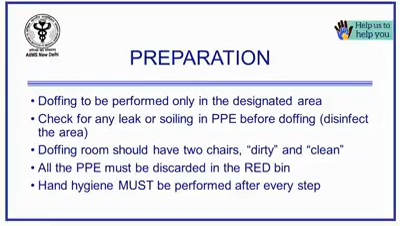 AIIMS, New Delhi
Help us to
help you
PREPARATION
• Doffing to be performed only in the designated area
• Check for any leak or soiling in PPE before doffing (disinfect
the area)
• Doffing room should have two chairs, “dirty” and “clean”
• All the PPE must be discarded in the RED bin
• Hand hygiene MUST be performed after every step